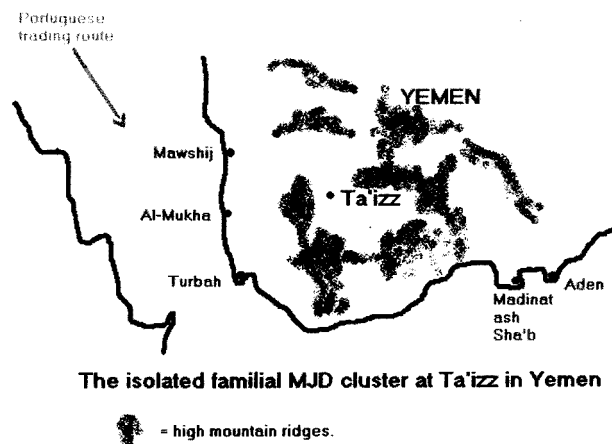 Portuguese
trading route
YEMEN
Mawshij
Ta'izz
Al-Mukha
Turbah
Aden
Madinat
ash
Sha'b
The isolated familial MJD cluster at Ta'izz in Yemen
= high mountain ridges.